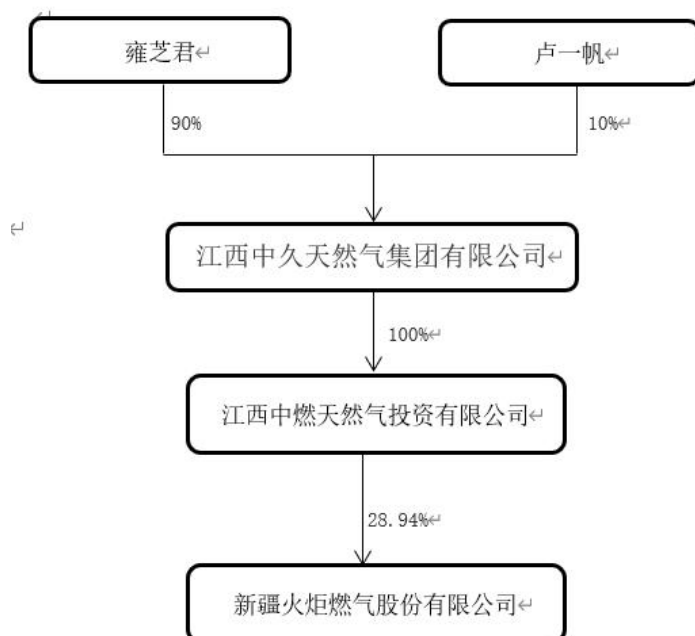 雍芝君
卢一帆
90%
10%
江西中久天然气集团有限公司
100%
江西中燃天然气投资有限公司
28.94%
新疆火炬燃气股份有限公司